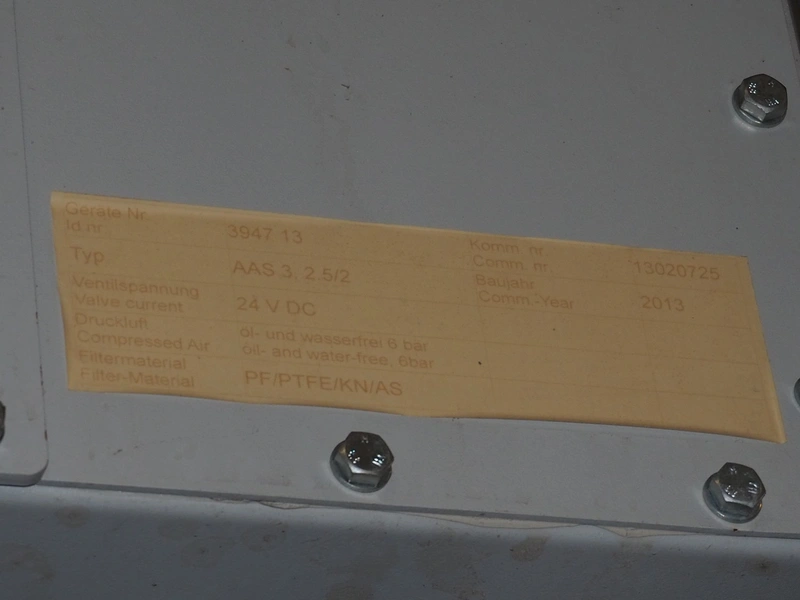 Geräte Nr.
Id.nr 3947 13
Komm. nr.
Comm. nr. 13020725
Typ. AAS 3. 2.5/2
Baujahr
Comm.-Year 2013
Ventilspannung
Valve current 24 V DC
Druckluft öl- und wasserfrei 6 bar
Compressed Air oil- and water-free, 6bar
Filtermaterial
Filter-Material PF/PTFE/KN/AS